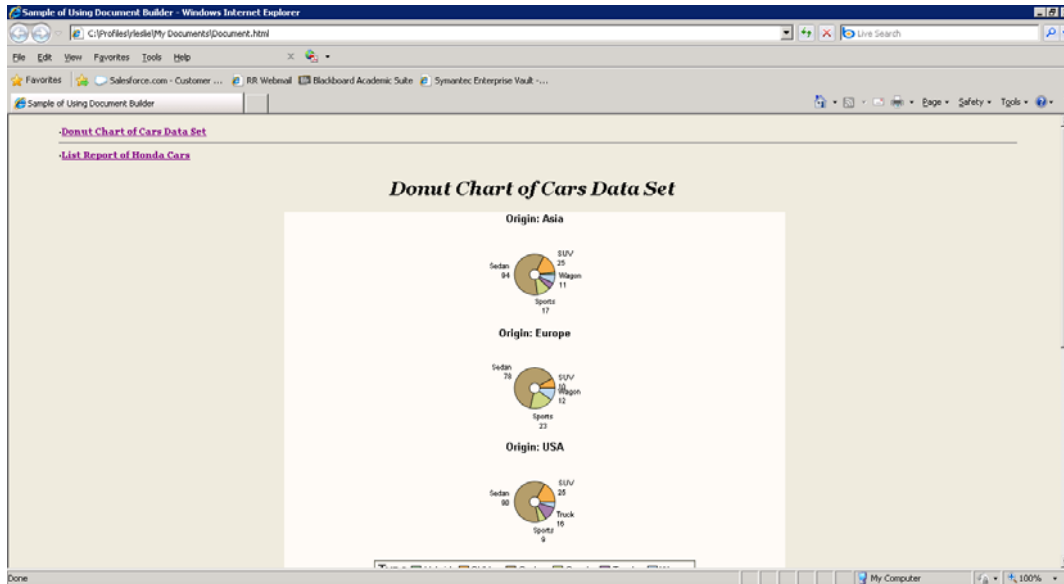 Sample of Using Document Builder - Windows Internet Explorer
C:\Profiles\rleslie\My Documents\Document.html
Live Search
File Edit View Favorites Tools Help
Favorites Salesforce.com - Customer ... RR Webmail Blackboard Academic Suite Symantec Enterprise Vault -...
Sample of Using Document Builder
Page Safety Tools
·Donut Chart of Cars Data Set
·List Report of Honda Cars
Donut Chart of Cars Data Set
Origin: Asia
SUV
25
Sedan
94
Wagon
11
Sports
17
Origin: Europe
Sedan
78
SUV
10
Wagon
12
Sports
23
Origin: USA
SUV
25
Sedan
90
Truck
16
Sports
9
Done
My Computer
100%